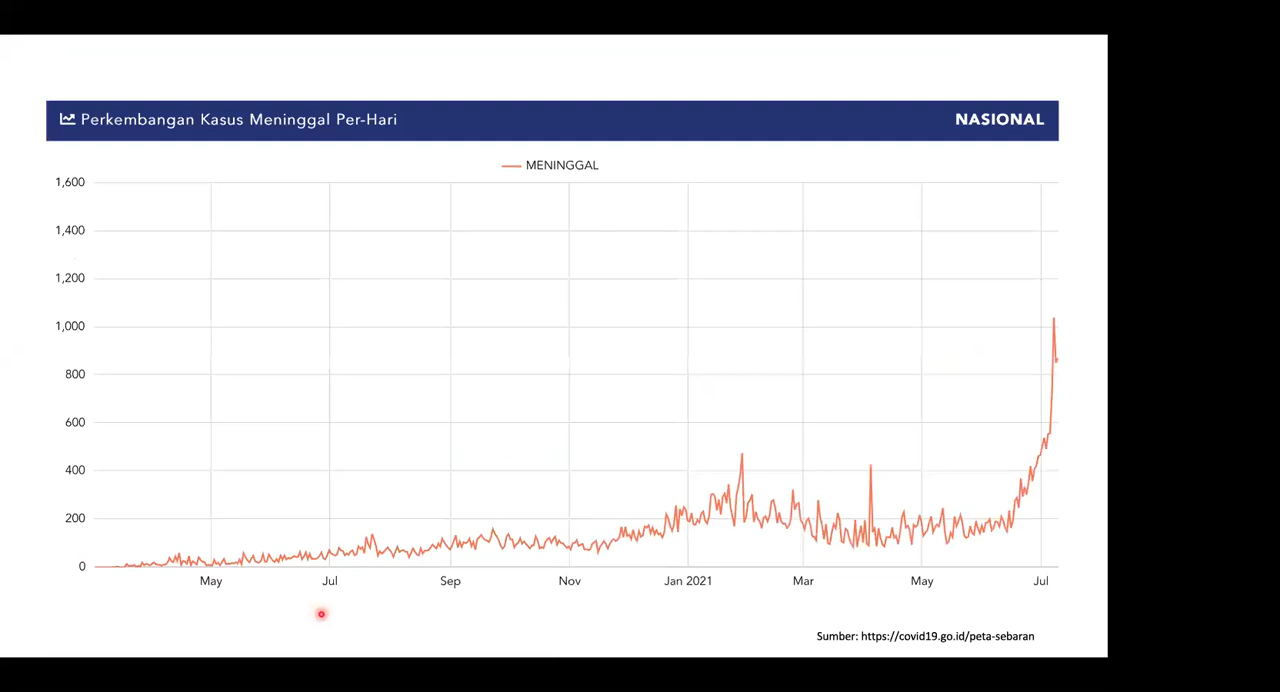 Perkembangan Kasus Meninggal Per-Hari NASIONAL
MENINGGAL
1,600
1,400
1,200
1,000
800
600
400
200
0
May Jul Sep Nov Jan 2021 Mar May Jul
Sumber: https://covid19.go.id/peta-sebaran